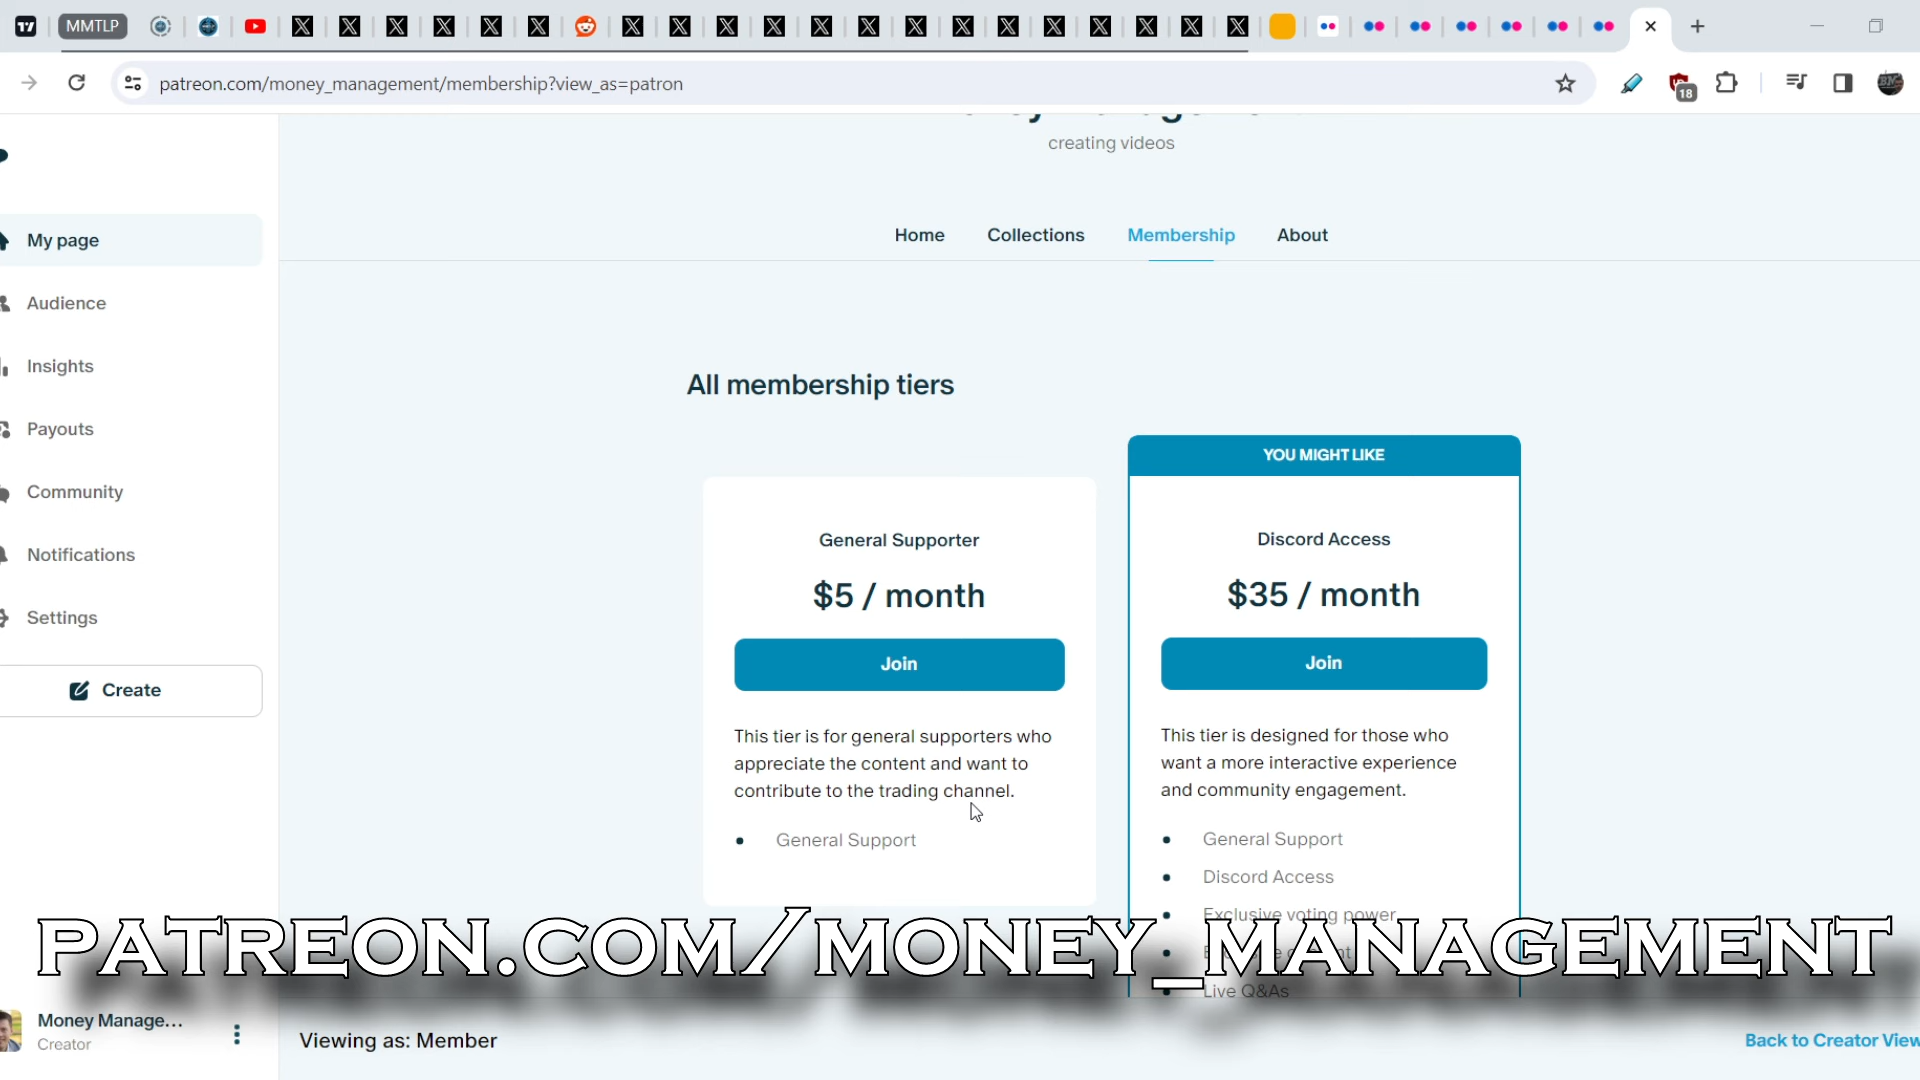 MMTLP
patreon.com/money_management/membership?view_as=patron
18
creating videos
My page
Audience
Insights
Payouts
Community
Notifications
Settings
Create
Home
Collections
Membership
About
All membership tiers
General Supporter
$5 / month
Join
This tier is for general supporters who
appreciate the content and want to
contribute to the trading channel.
General Support
YOU MIGHT LIKE
Discord Access
$35 / month
Join
This tier is designed for those who
want a more interactive experience
and community engagement.
General Support
Discord Access
Exclusive voting power
Live Q&As
PATREON.COM/MONEY_MANAGEMENT
Money Manage...
Creator
Viewing as: Member
Back to Creator View